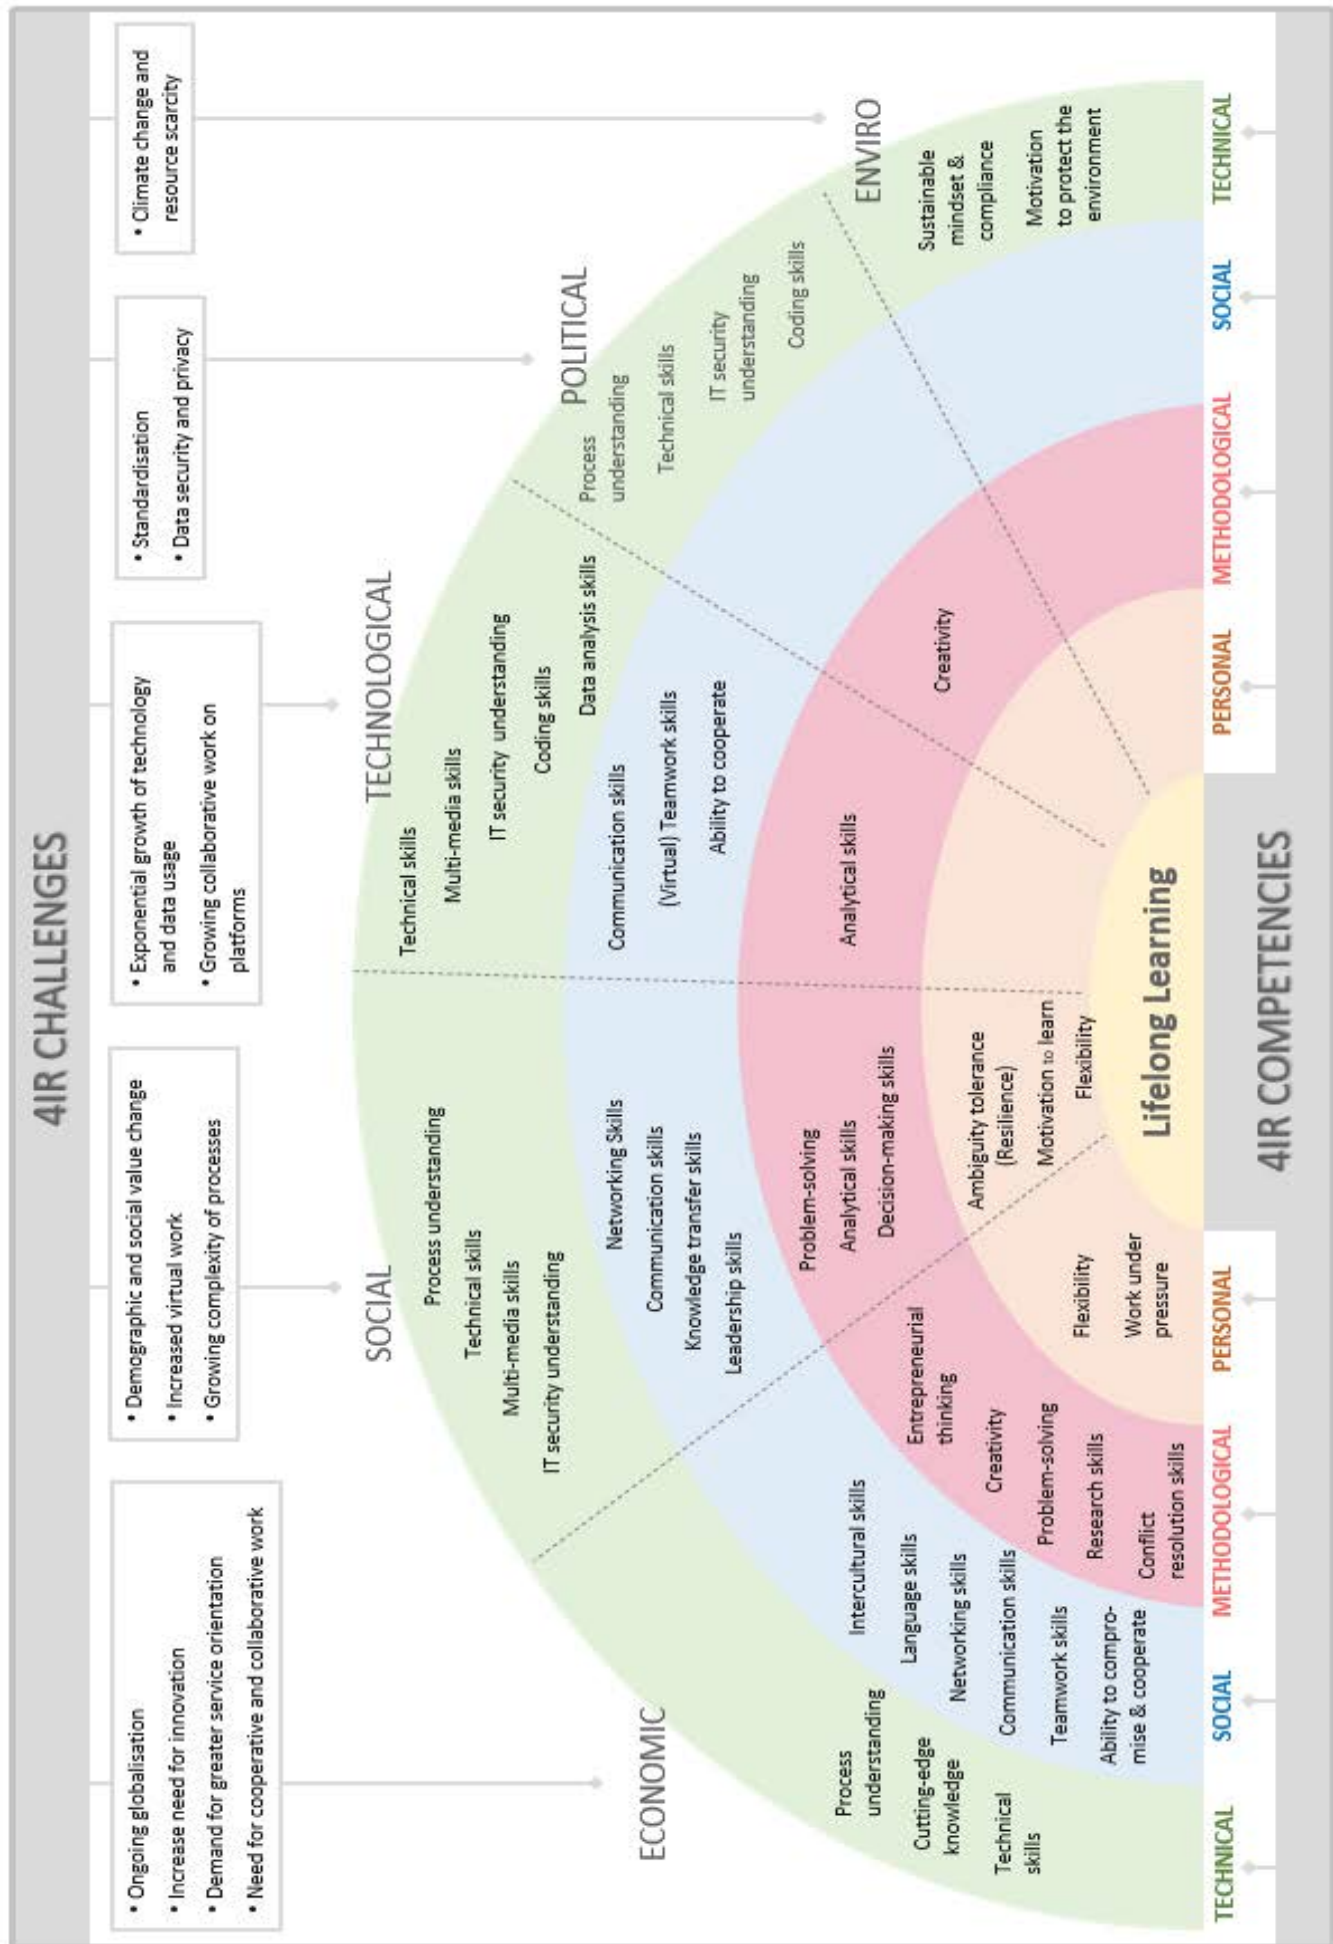 4IR CHALLENGES
• Ongoing globalisation
• Increase need for innovation
• Demand for greater service orientation
• Need for cooperative and collaborative work
• Demographic and social value change
• Increased virtual work
• Growing complexity of processes
• Exponential growth of technology
and data usage
• Growing collaborative work on
platforms
• Standardisation
• Data security and privacy
• Climate change and
resource scarcity
ECONOMIC
Process
understanding
Cutting-edge
knowledge
Technical
skills
Intercultural skills
Language skills
Networking skills
Communication skills
Teamwork skills
Ability to compro-
mise & cooperate
Entrepreneurial
thinking
Creativity
Problem-solving
Research skills
Conflict
resolution skills
Flexibility
Work under
pressure
SOCIAL
Process understanding
Technical skills
Multi-media skills
IT security understanding
Networking Skills
Communication skills
Knowledge transfer skills
Leadership skills
Problem-solving
Analytical skills
Decision-making skills
Ambiguity tolerance
(Resilience)
Motivation to learn
Flexibility
TECHNOLOGICAL
Technical skills
Multi-media skills
IT security understanding
Coding skills
Data analysis skills
Communication skills
(Virtual) Teamwork skills
Ability to cooperate
Analytical skills
POLITICAL
Process
understanding
Technical skills
IT security
understanding
Coding skills
Creativity
ENVIRO
Sustainable
mindset &
compliance
Motivation
to protect the
environment
Lifelong Learning
TECHNICAL
SOCIAL
METHODOLOGICAL
PERSONAL
PERSONAL
METHODOLOGICAL
SOCIAL
TECHNICAL
4IR COMPETENCIES